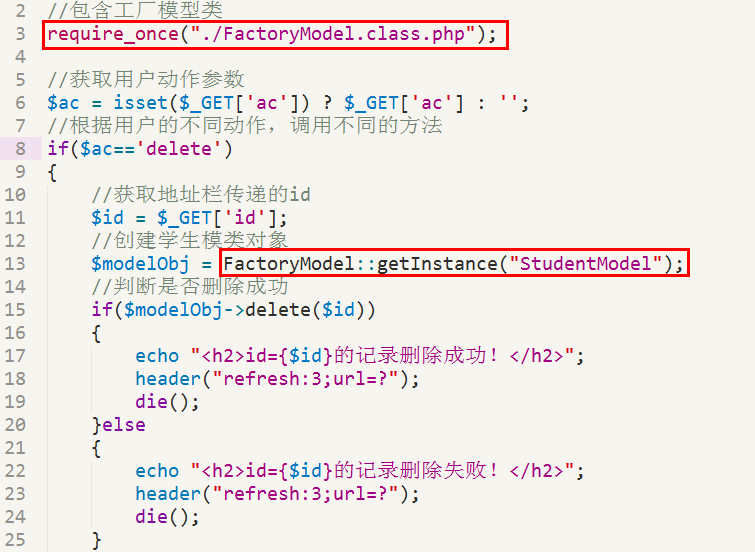 2 //包含工厂模型类
3 require_once("./FactoryModel.class.php");
4
5 //获取用户动作参数
6 $ac = isset($_GET['ac']) ? $_GET['ac'] : '';
7 //根据用户的不同动作，调用不同的方法
8 if($ac=='delete')
9 {
10     //获取地址栏传递的id
11     $id = $_GET['id'];
12     //创建学生模类对象
13     $modelObj = FactoryModel::getInstance("StudentModel");
14     //判断是否删除成功
15     if($modelObj->delete($id))
16     {
17         echo "<h2>id={$id}的记录删除成功！</h2>";
18         header("refresh:3;url=?");
19         die();
20     }else
21     {
22         echo "<h2>id={$id}的记录删除失败！</h2>";
23         header("refresh:3;url=?");
24         die();
25     }